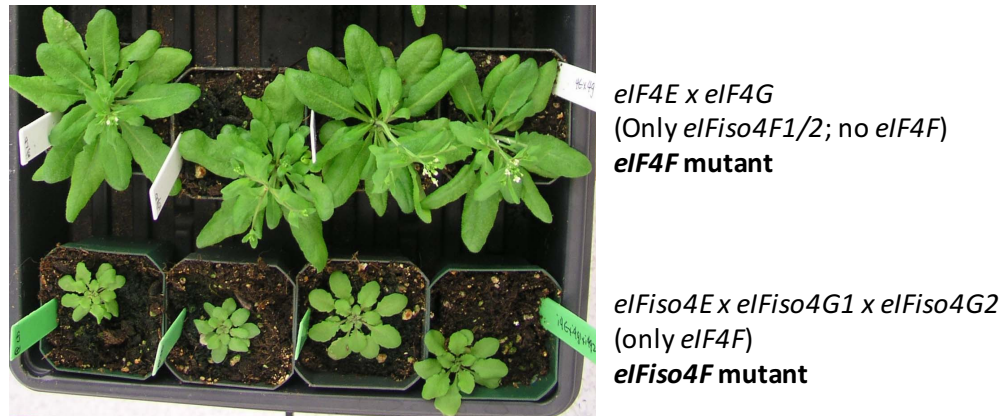 eIF4E x eIF4G
(Only eIFiso4F1/2; no eIF4F)
eIF4F mutant
eIFiso4E x eIFiso4G1 x eIFiso4G2
(only eIF4F)
eIFiso4F mutant